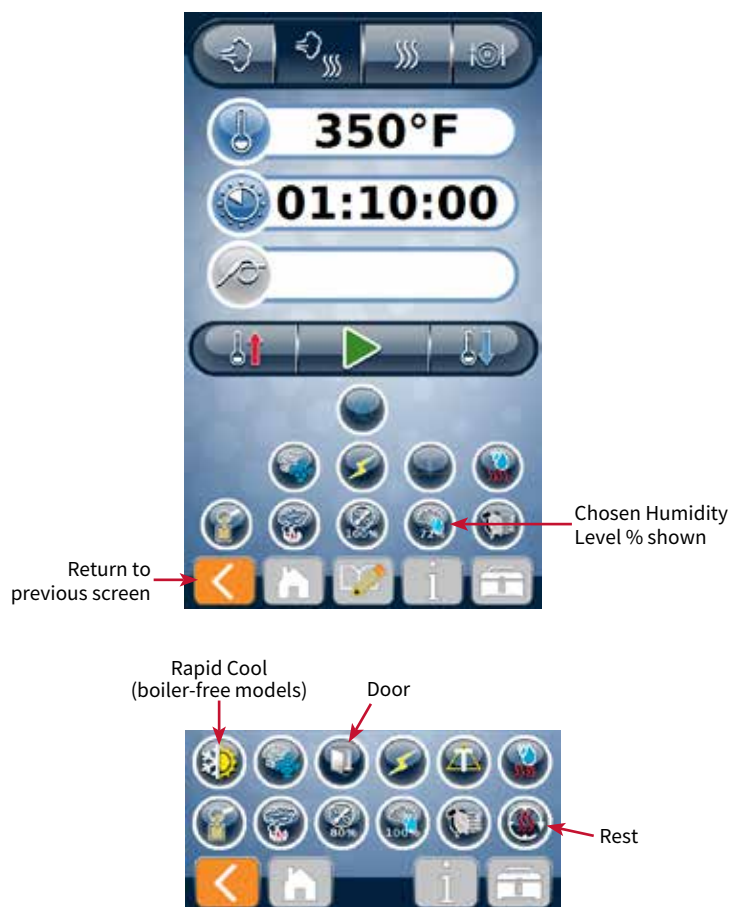 350°F
01:10:00
100%
72%
Chosen Humidity
Level % shown
Return to
previous screen
i
Rapid Cool
(boiler-free models)
Door
80%
100%
Rest
i